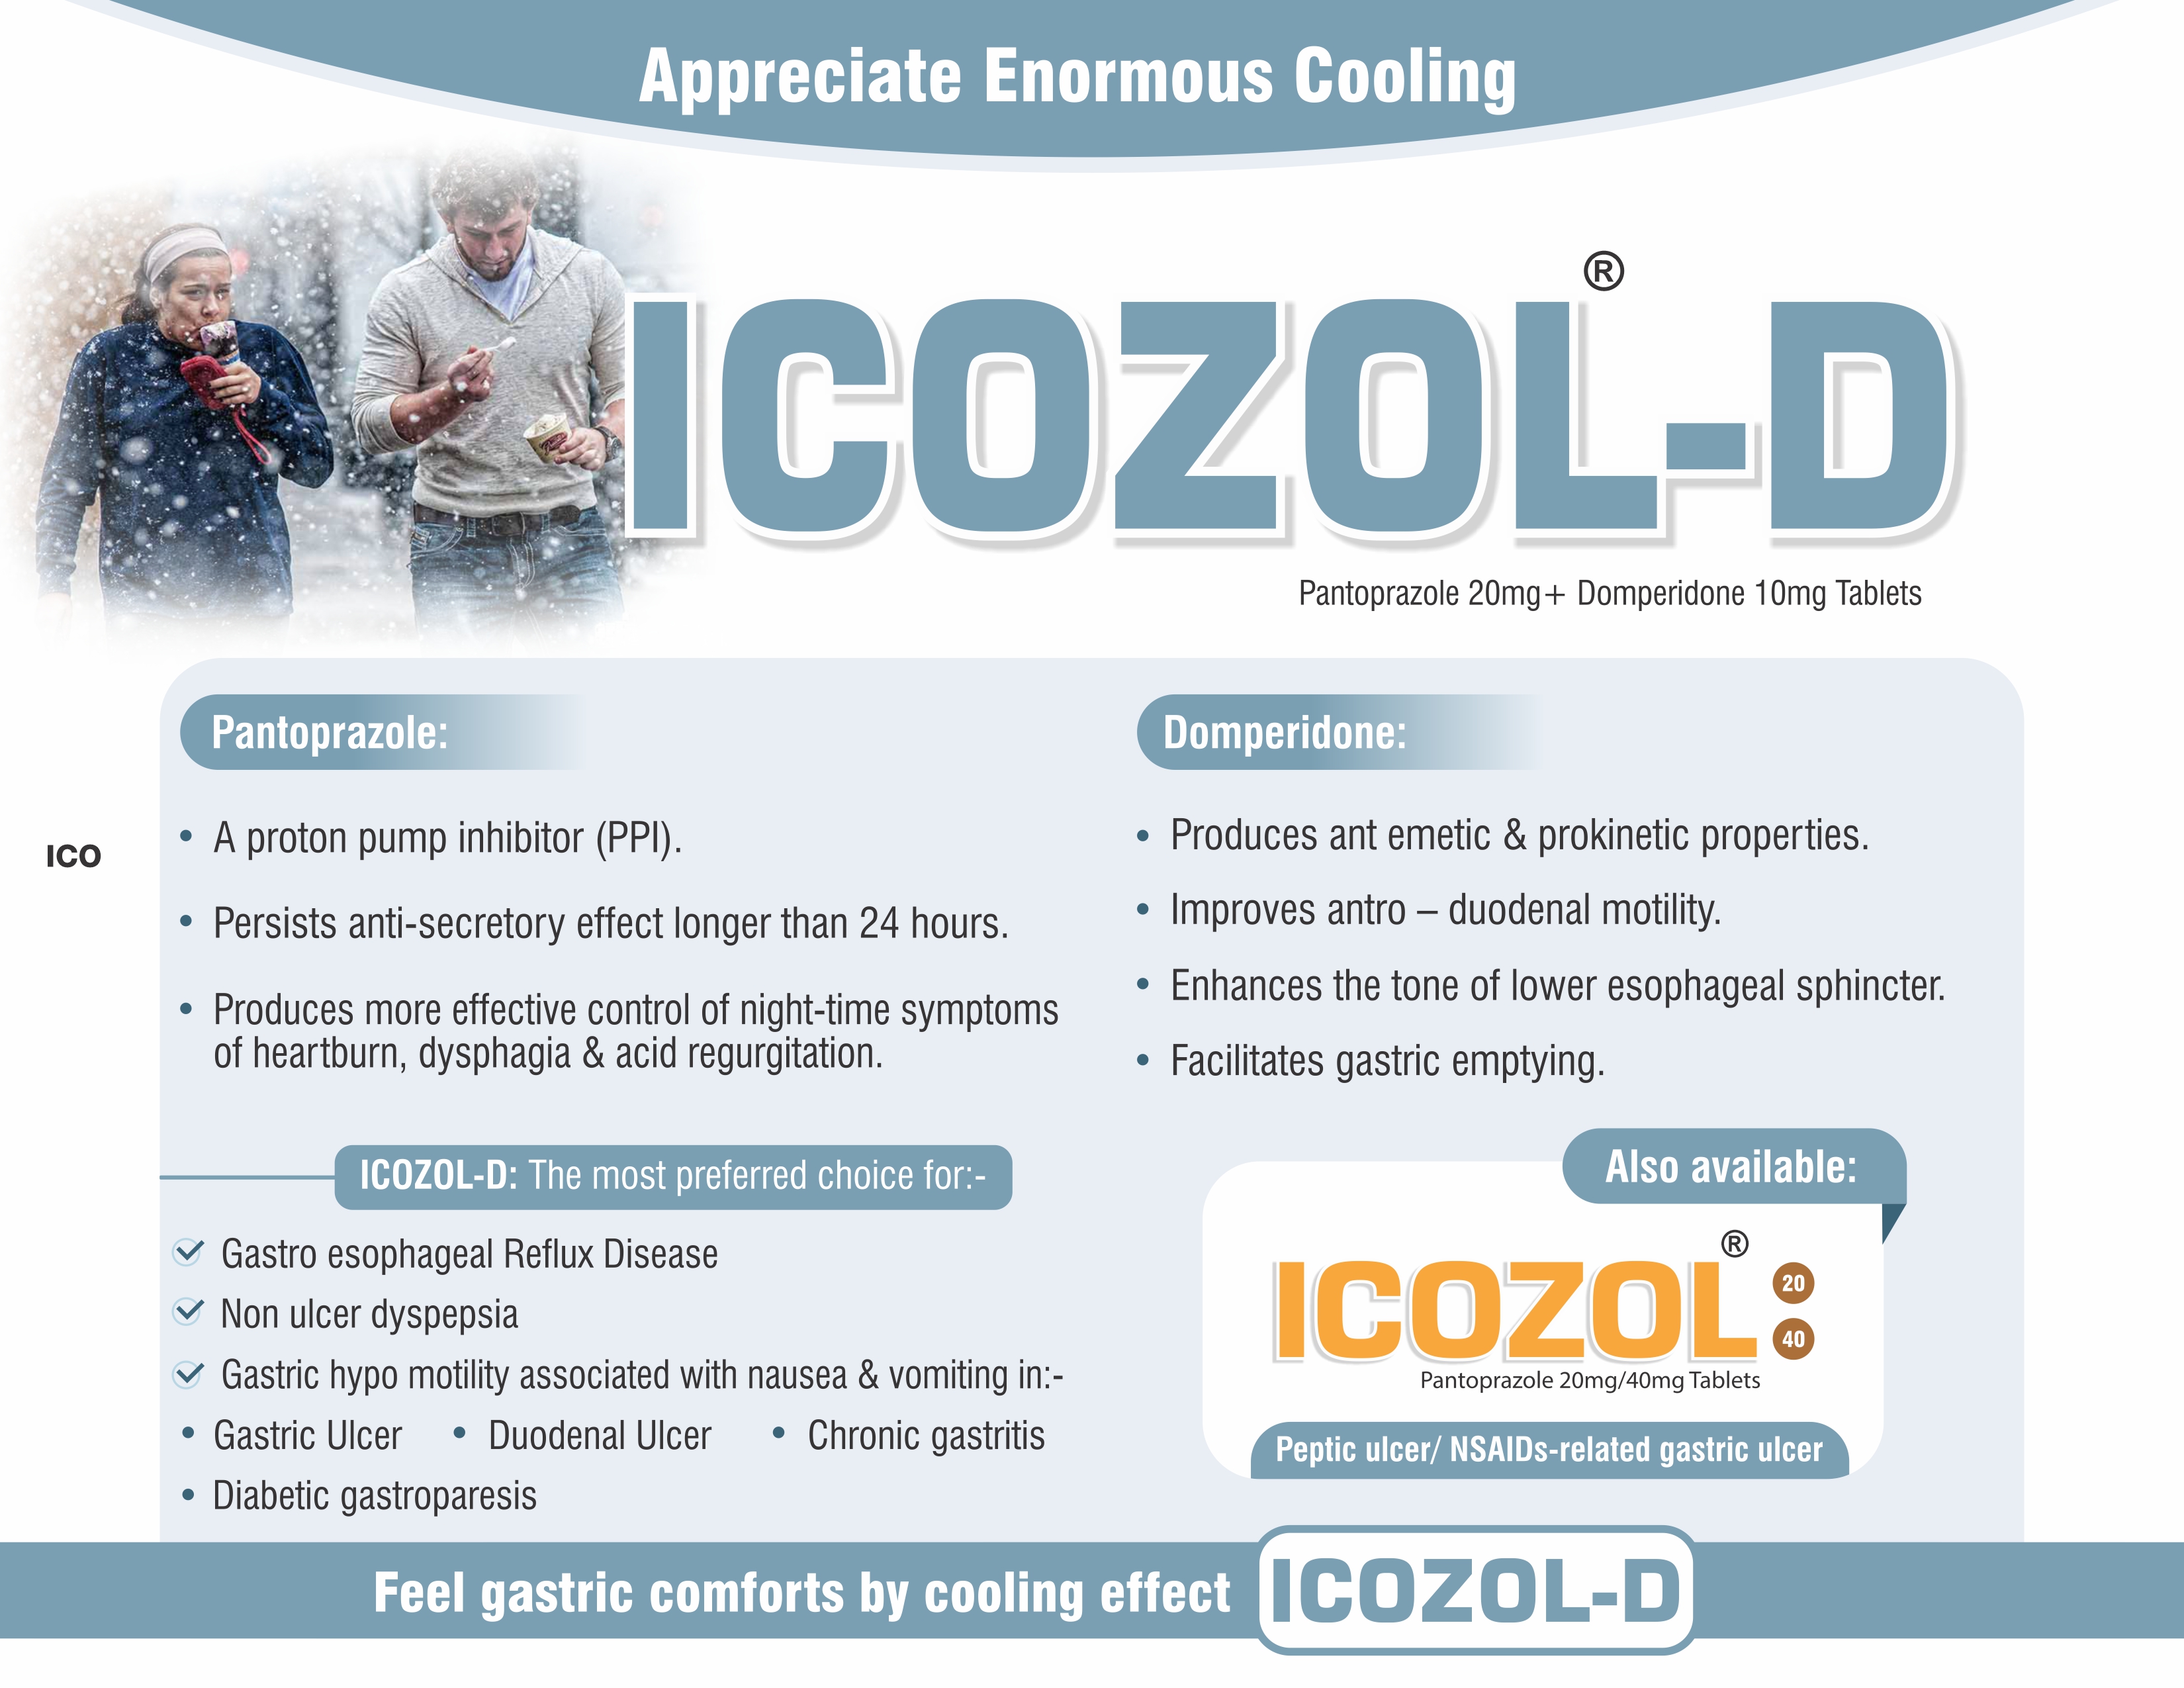 Appreciate Enormous Cooling
ICOZOL-D®
Pantoprazole 20mg+ Domperidone 10mg Tablets
ICO
Pantoprazole:
• A proton pump inhibitor (PPI).
• Persists anti-secretory effect longer than 24 hours.
• Produces more effective control of night-time symptoms
of heartburn, dysphagia & acid regurgitation.
Domperidone:
• Produces ant emetic & prokinetic properties.
• Improves antro – duodenal motility.
• Enhances the tone of lower esophageal sphincter.
• Facilitates gastric emptying.
ICOZOL-D: The most preferred choice for:-
Gastro esophageal Reflux Disease
Non ulcer dyspepsia
Gastric hypo motility associated with nausea & vomiting in:-
• Gastric Ulcer • Duodenal Ulcer • Chronic gastritis
• Diabetic gastroparesis
Also available:
ICOZOL®
20
40
Pantoprazole 20mg/40mg Tablets
Peptic ulcer/ NSAIDs-related gastric ulcer
Feel gastric comforts by cooling effect ICOZOL-D